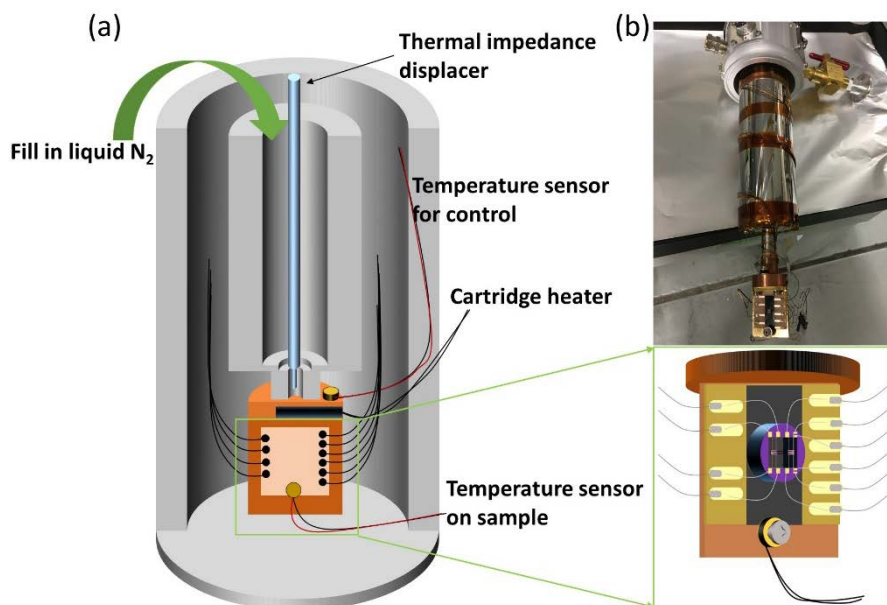 (a)
Thermal impedance
displacer
Fill in liquid N₂
Temperature sensor
for control
Cartridge heater
Temperature sensor
on sample
(b)